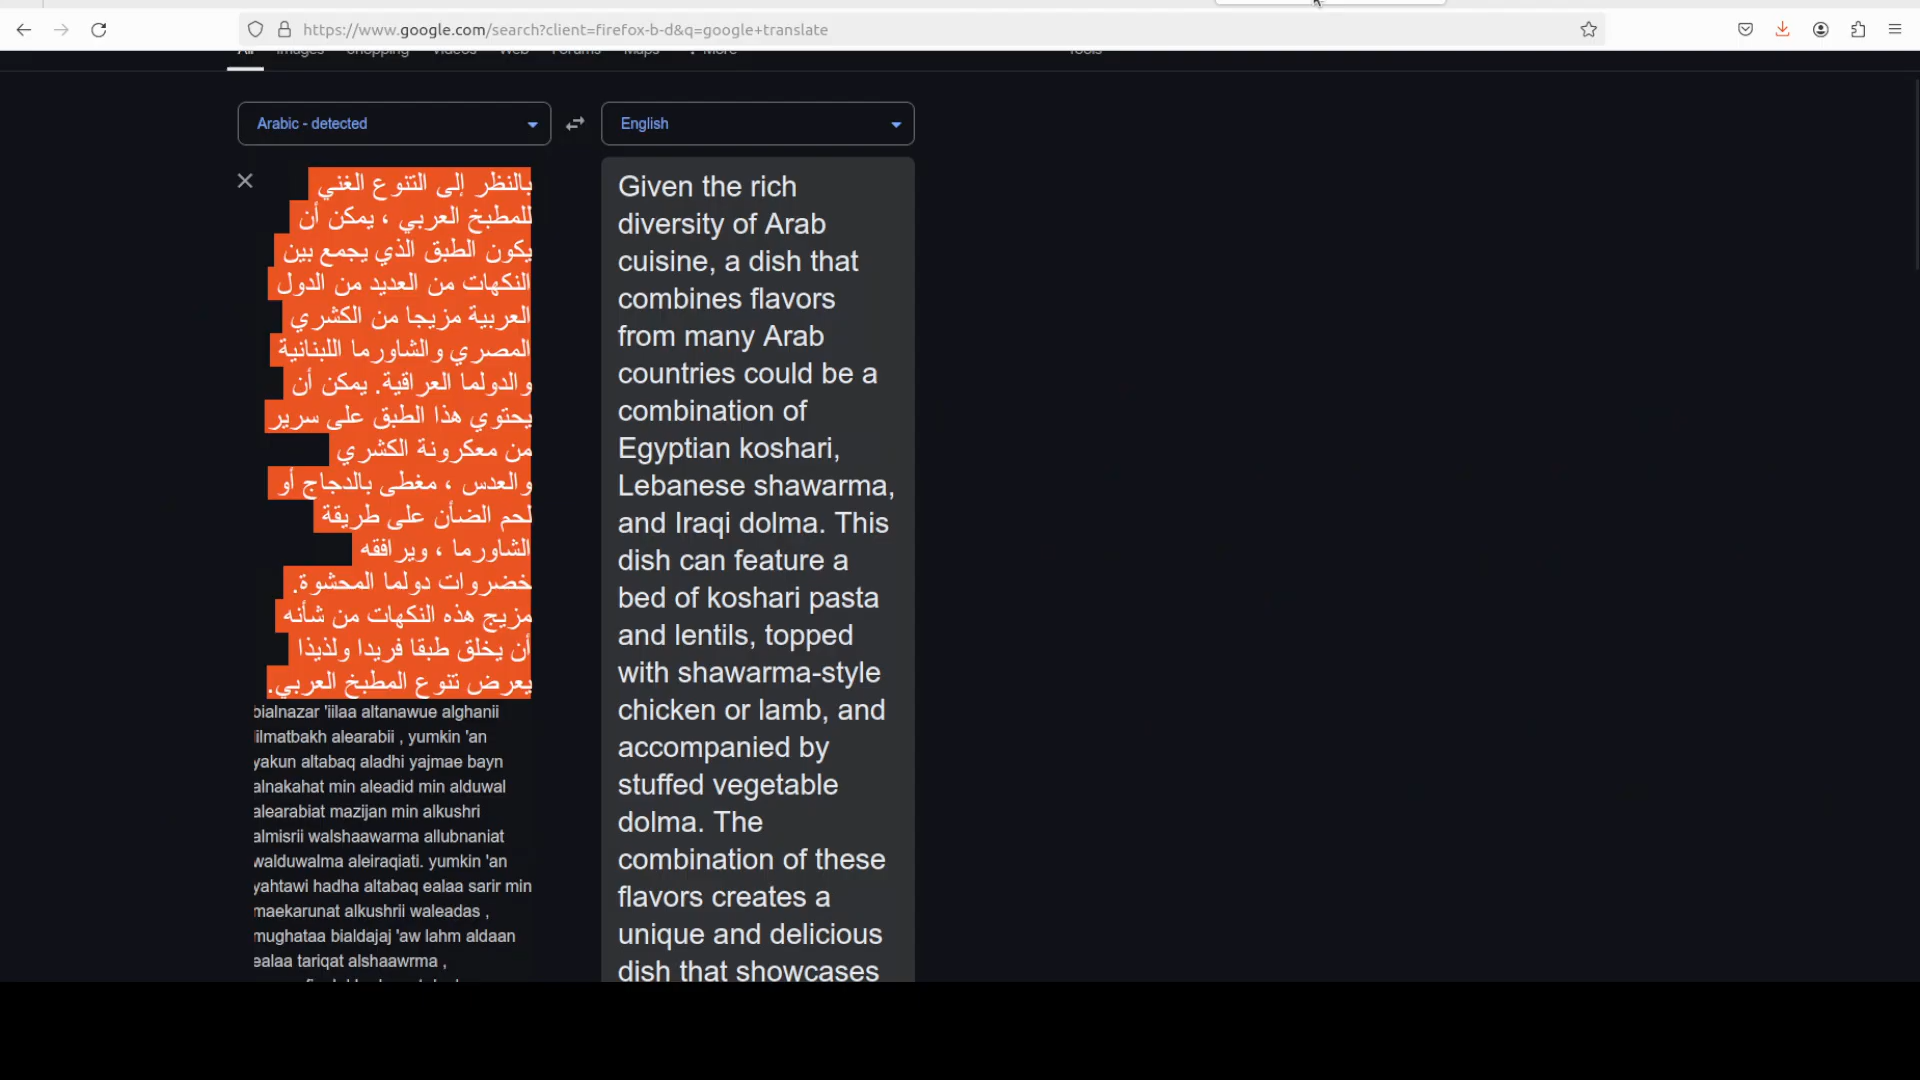 https://www.google.com/search?client=firefox-b-d&q=google+translate
All Images Shopping Videos Web Forums Maps More Tools
Arabic - detected
English
بالنظر إلى التنوع الغني
للمطبخ العربي ، يمكن أن
يكون الطبق الذي يجمع بين
النكهات من العديد من الدول
العربية مزيجا من الكشري
المصري والشاورما اللبنانية
والدولما العراقية. يمكن أن
يحتوي هذا الطبق على سرير
من معكرونة الكشري
والعدس ، مغطى بالدجاج أو
لحم الضأن على طريقة
الشاورما ، ويرافقه
خضروات دولما المحشوة.
مزيج هذه النكهات من شأنه
أن يخلق طبقا فريدا ولذيذا
يعرض تنوع المطبخ العربي.
bialnazar 'iilaa altanawue alghanii
lilmatbakh alearabii , yumkin 'an
yakun altabaq aladhi yajmae bayn
alnakahat min aleadid min alduwal
alearabiat mazijan min alkushri
almisrii walshaawarma allubnaniat
walduwalma aleiraqiati. yumkin 'an
yahtawi hadha altabaq ealaa sarir min
maekarunat alkushrii waleadas ,
mughataa bialdajaj 'aw lahm aldaan
ealaa tariqat alshaawrma ,
Given the rich
diversity of Arab
cuisine, a dish that
combines flavors
from many Arab
countries could be a
combination of
Egyptian koshari,
Lebanese shawarma,
and Iraqi dolma. This
dish can feature a
bed of koshari pasta
and lentils, topped
with shawarma-style
chicken or lamb, and
accompanied by
stuffed vegetable
dolma. The
combination of these
flavors creates a
unique and delicious
dish that showcases